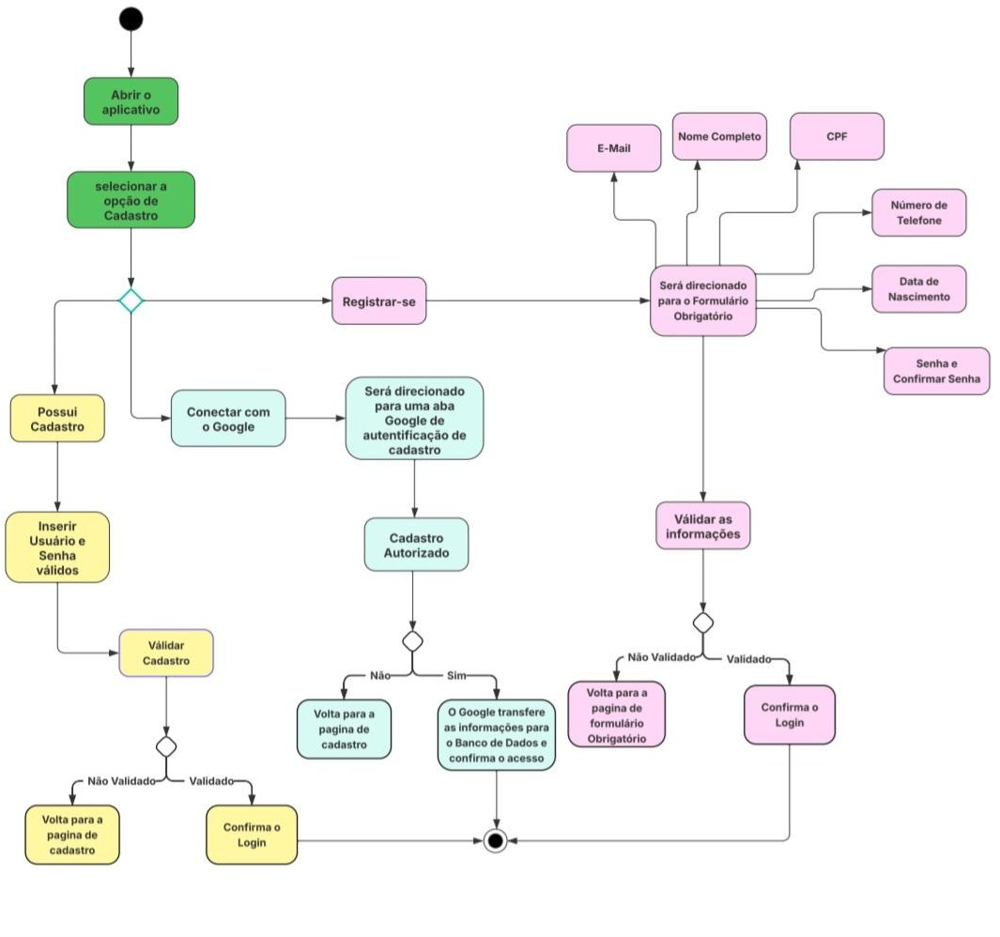 Abrir o
aplicativo
selecionar a
opção de
Cadastro
E-Mail
Nome Completo
CPF
Número de
Telefone
Data de
Nascimento
Senha e
Confirmar Senha
Registrar-se
Será direcionado
para o Formulário
Obrigatório
Possui
Cadastro
Conectar com
o Google
Será direcionado
para uma aba
Google de
autentificação de
cadastro
Inserir
Usuário e
Senha
válidos
Cadastro
Autorizado
Válidar as
informações
Válidar
Cadastro
Não
Sim
Não Validado
Validado
Volta para a
pagina de
cadastro
O Google transfere
as informações para
o Banco de Dados e
confirma o acesso
Volta para a
pagina de
formulário
Obrigatório
Confirma o
Login
Não Validado
Validado
Volta para a
pagina de
cadastro
Confirma o
Login